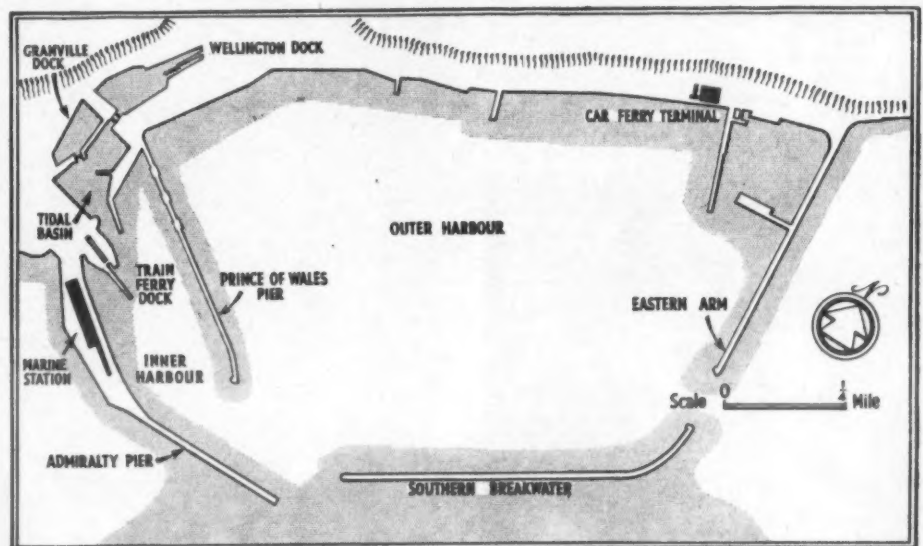 GRANVILLE
DOCK
WELLINGTON DOCK
CAR FERRY TERMINAL
TIDAL
BASIN
OUTER HARBOUR
TRAIN
FERRY
DOCK
PRINCE OF WALES
PIER
EASTERN ARM
N
MARINE
STATION
INNER
HARBOUR
Scale 0 1/4 Mile
ADMIRALTY PIER
SOUTHERN BREAKWATER